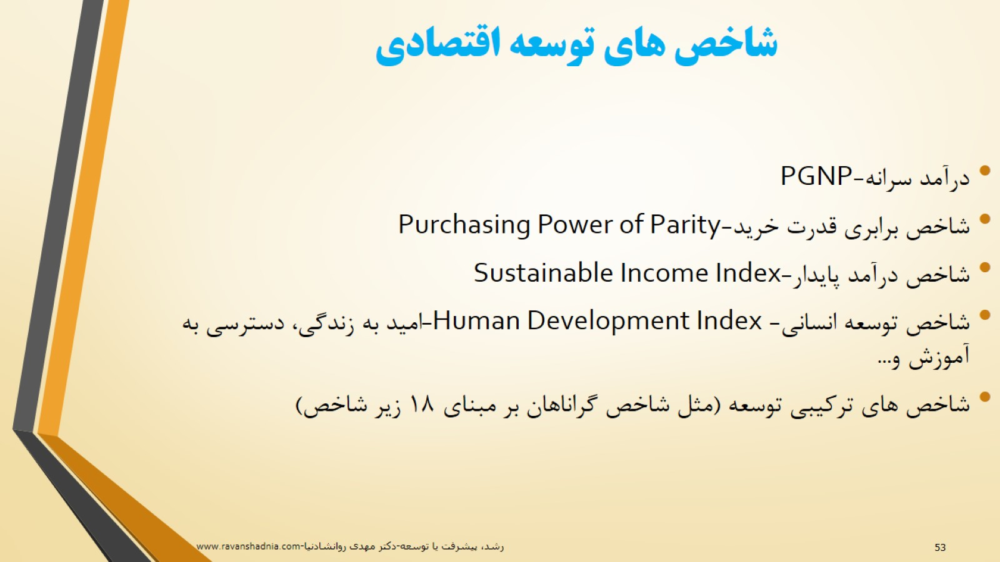 شاخص های توسعه اقتصادی
درآمد سرانه-PGNP
شاخص برابری قدرت خرید-Purchasing Power of Parity
شاخص درآمد پایدار-Sustainable Income Index
شاخص توسعه انسانی- Human Development Index-امید به زندگی، دسترسی به
آموزش و...
شاخص های ترکیبی توسعه (مثل شاخص گراناهان بر مبنای ۱۸ زیر شاخص)
رشد، پیشرفت یا توسعه-دکتر مهدی روانشادنیا-www.ravanshadnia.com
53